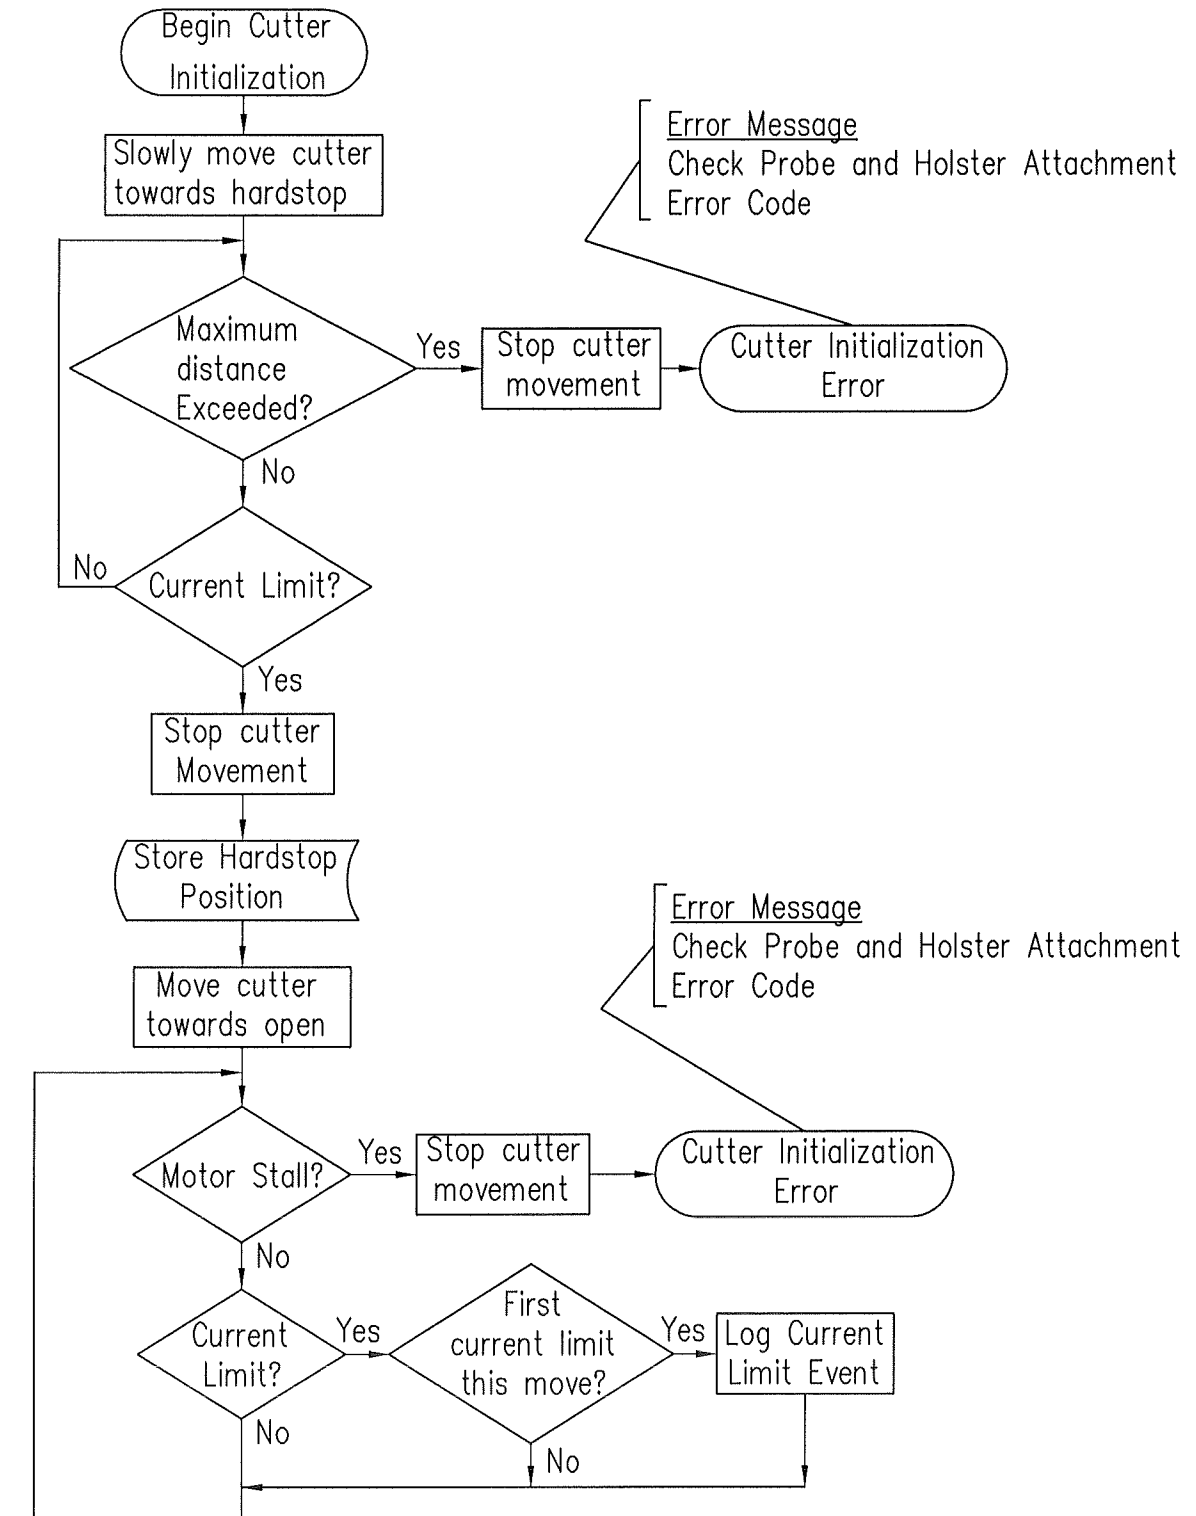 Begin Cutter
Initialization
Slowly move cutter
towards hardstop
Error Message
Check Probe and Holster Attachment
Error Code
Maximum
distance
Exceeded?
Yes
Stop cutter
movement
Cutter Initialization
Error
No
Current Limit?
No
Yes
Stop cutter
Movement
Store Hardstop
Position
Move cutter
towards open
Error Message
Check Probe and Holster Attachment
Error Code
Motor Stall?
Yes
Stop cutter
movement
Cutter Initialization
Error
No
Current
Limit?
Yes
First
current limit
this move?
Yes
Log Current
Limit Event
No
No